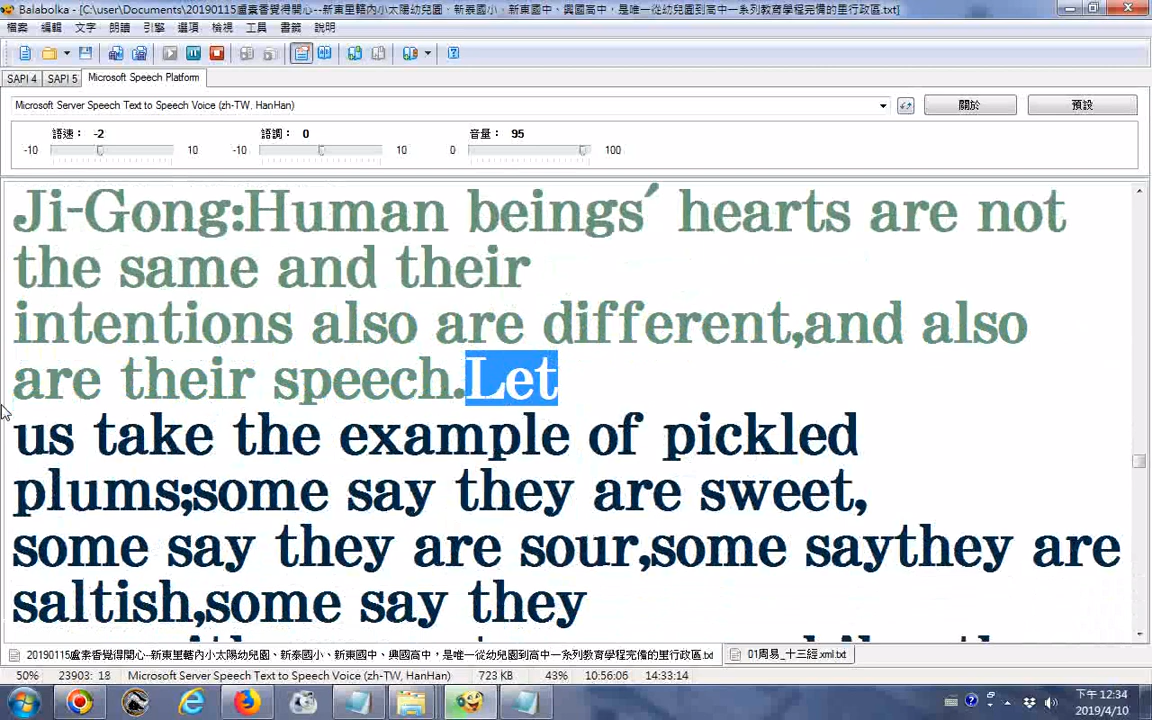 Balabolka - [C:\user\Documents\20190115盧素香覺得開心--新東里轄內小太陽幼兒園、新泰國小、新東國中、興國高中，是唯一從幼兒園到高中一系列教育學程完備的里行政區.txt]
檔案 編輯 文字 朗讀 引擎 選項 檢視 工具 書籤 說明
SAPI 4 SAPI 5 Microsoft Speech Platform
Microsoft Server Speech Text to Speech Voice (zh-TW, HanHan) 關於 預設
語速： -2 語調： 0 音量： 95
-10 10 -10 10 0 100
Ji-Gong:Human beings´ hearts are not
the same and their
intentions also are different,and also
are their speech.Let
us take the example of pickled
plums;some say they are sweet,
some say they are sour,some saythey are
saltish,some say they
20190115盧素香覺得開心--新東里轄內小太陽幼兒園、新泰國小、新東國中、興國高中，是唯一從幼兒園到高中一系列教育學程完備的里行政區.txt 01周易_十三經.xml.txt
50% 23903: 18 Microsoft Server Speech Text to Speech Voice (zh-TW, HanHan) 723 KB 43% 10:56:06 14:33:14
下午 12:34
2019/4/10